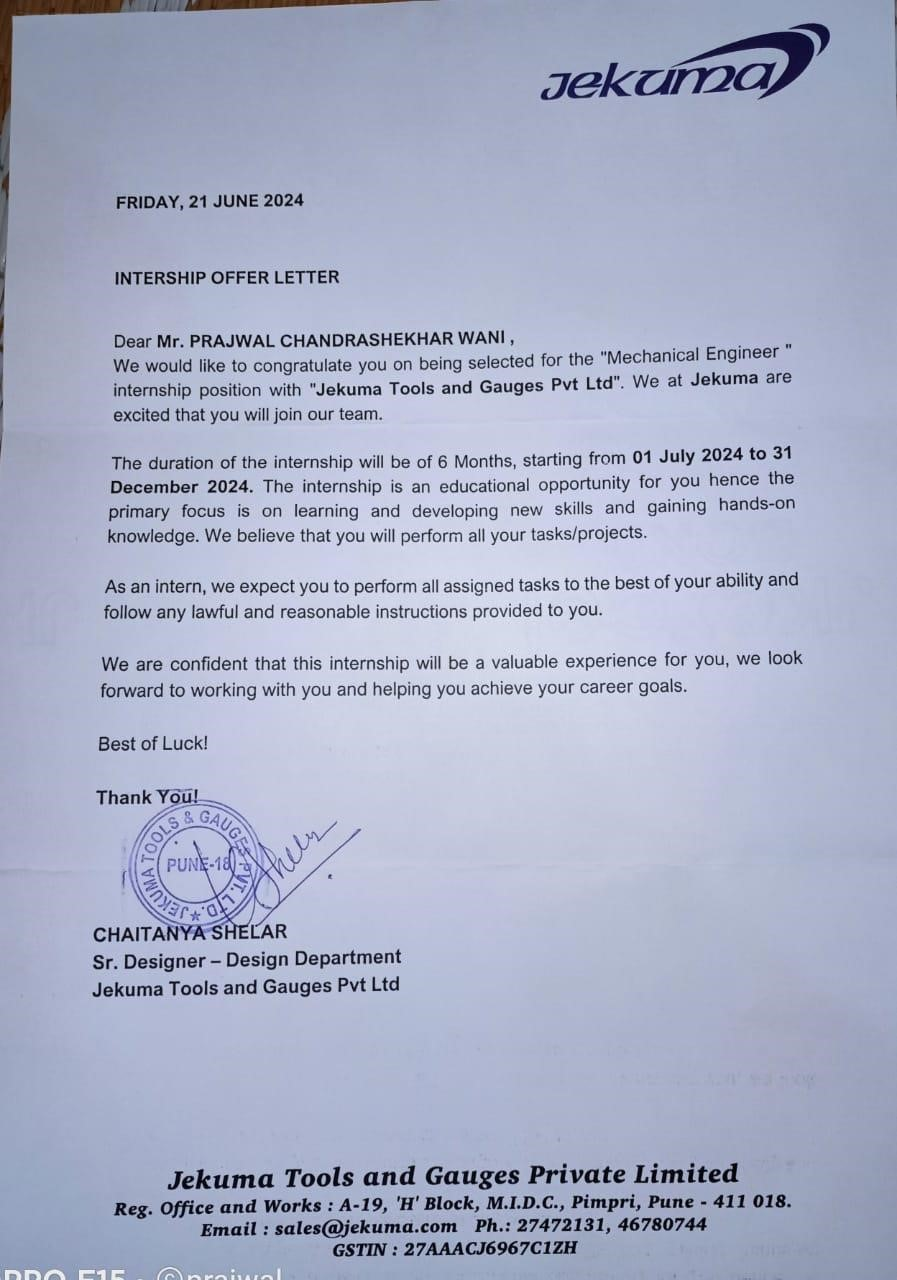 Jekuma
FRIDAY, 21 JUNE 2024
INTERSHIP OFFER LETTER
Dear Mr. PRAJWAL CHANDRASHEKHAR WANI ,
We would like to congratulate you on being selected for the "Mechanical Engineer "
internship position with "Jekuma Tools and Gauges Pvt Ltd". We at Jekuma are
excited that you will join our team.
The duration of the internship will be of 6 Months, starting from 01 July 2024 to 31
December 2024. The internship is an educational opportunity for you hence the
primary focus is on learning and developing new skills and gaining hands-on
knowledge. We believe that you will perform all your tasks/projects.
As an intern, we expect you to perform all assigned tasks to the best of your ability and
follow any lawful and reasonable instructions provided to you.
We are confident that this internship will be a valuable experience for you, we look
forward to working with you and helping you achieve your career goals.
Best of Luck!
Thank You!
JEKUMA TOOLS & GAUGES PVT. LTD. ★
PUNE-18
CHAITANYA SHELAR
Sr. Designer – Design Department
Jekuma Tools and Gauges Pvt Ltd
Jekuma Tools and Gauges Private Limited
Reg. Office and Works : A-19, 'H' Block, M.I.D.C., Pimpri, Pune - 411 018.
Email : sales@jekuma.com Ph.: 27472131, 46780744
GSTIN : 27AAACJ6967C1ZH